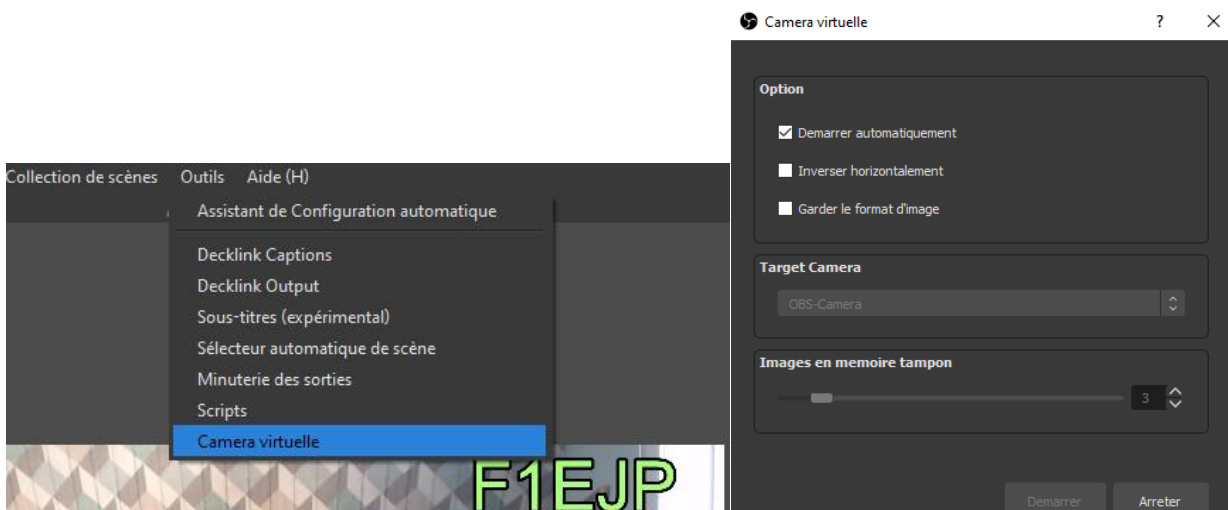 Collection de scènes Outils Aide (H)
Assistant de Configuration automatique
Decklink Captions
Decklink Output
Sous-titres (expérimental)
Sélecteur automatique de scène
Minuterie des sorties
Scripts
Camera virtuelle
F1EJP
Camera virtuelle ? X
Option
Demarrer automatiquement
Inverser horizontalement
Garder le format d'image
Target Camera
OBS-Camera
Images en memoire tampon
3
Demarrer Arreter